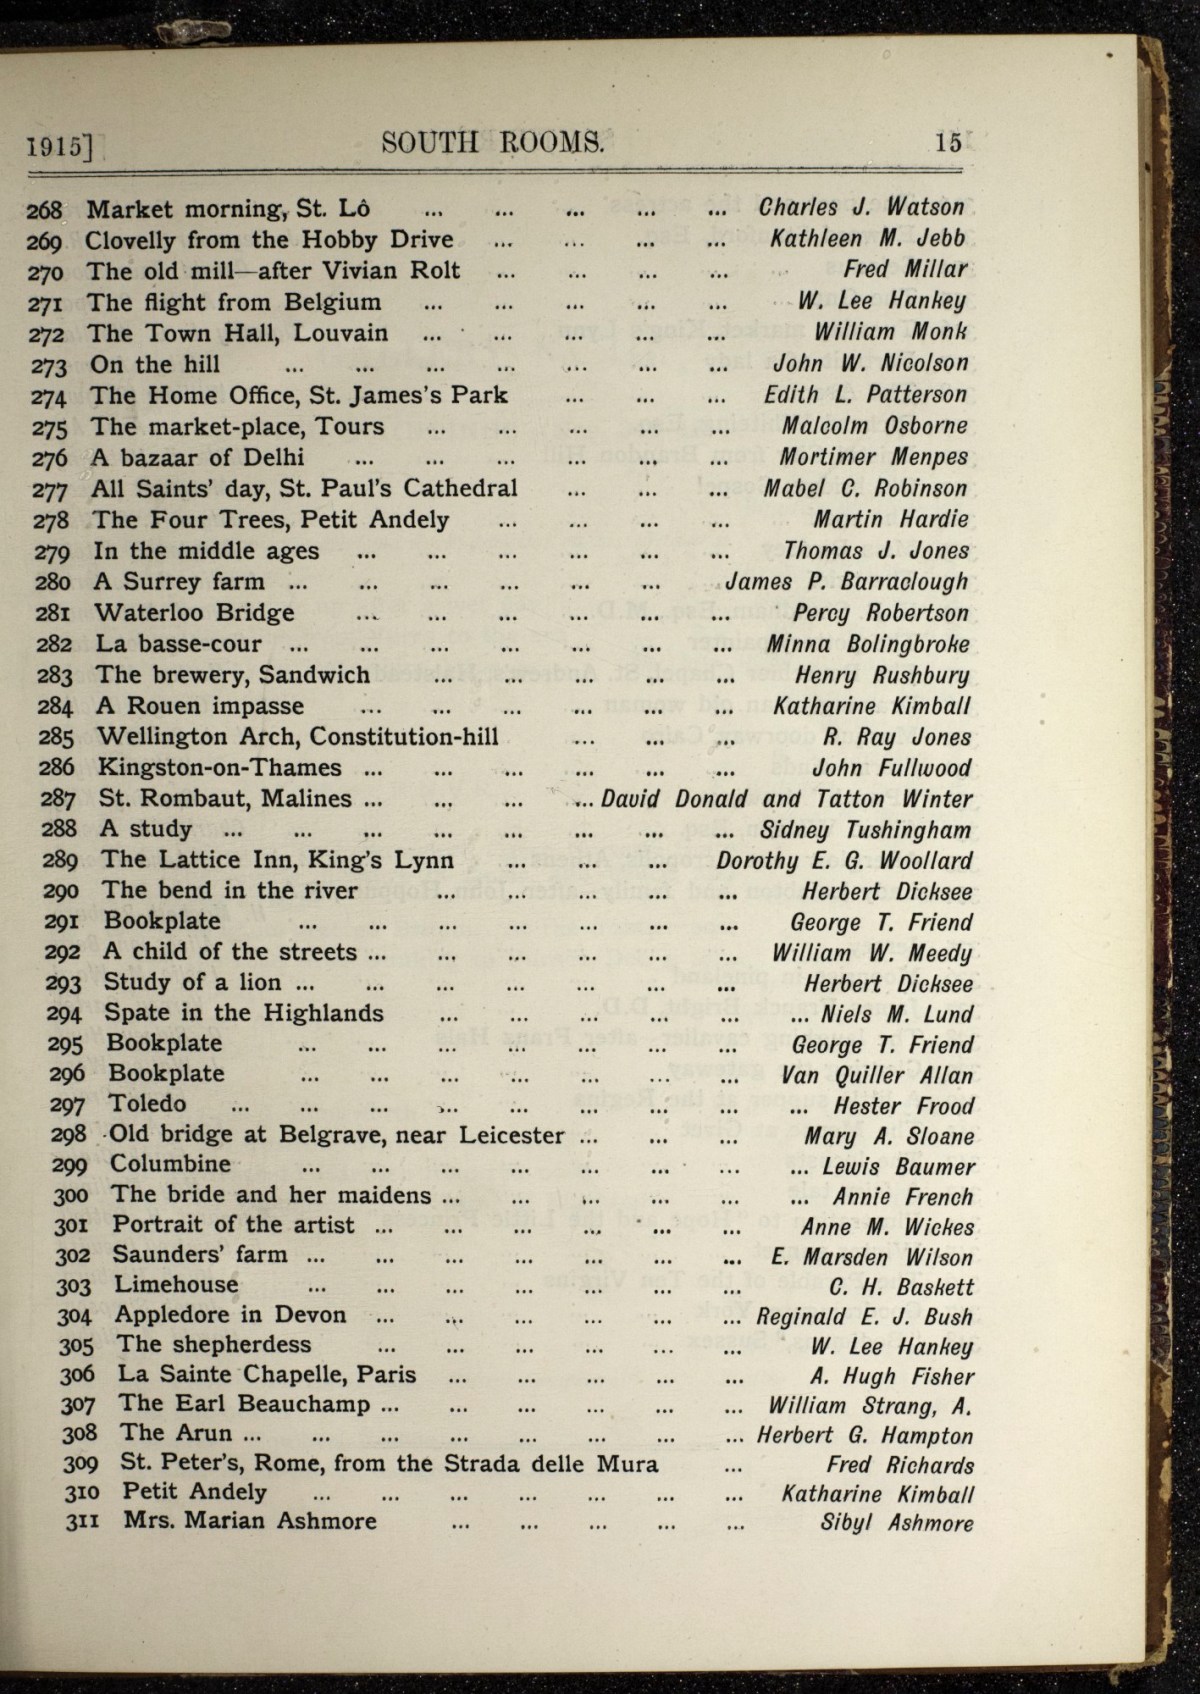 1915] SOUTH ROOMS. 15
268 Market morning, St. Lô ... ... ... ... ... Charles J. Watson
269 Clovelly from the Hobby Drive ... ... ... ... Kathleen M. Jebb
270 The old mill—after Vivian Rolt ... ... ... ... Fred Millar
271 The flight from Belgium ... ... ... ... ... W. Lee Hankey
272 The Town Hall, Louvain ... ... ... ... ... William Monk
273 On the hill ... ... ... ... ... ... ... John W. Nicolson
274 The Home Office, St. James's Park ... ... ... Edith L. Patterson
275 The market-place, Tours ... ... ... ... ... Malcolm Osborne
276 A bazaar of Delhi ... ... ... ... ... ... Mortimer Menpes
277 All Saints' day, St. Paul's Cathedral ... ... ... Mabel C. Robinson
278 The Four Trees, Petit Andely ... ... ... ... Martin Hardie
279 In the middle ages ... ... ... ... ... ... Thomas J. Jones
280 A Surrey farm ... ... ... ... ... ... James P. Barraclough
281 Waterloo Bridge ... ... ... ... ... ... Percy Robertson
282 La basse-cour ... ... ... ... ... ... ... Minna Bolingbroke
283 The brewery, Sandwich ... ... ... ... ... Henry Rushbury
284 A Rouen impasse ... ... ... ... ... ... Katharine Kimball
285 Wellington Arch, Constitution-hill ... ... ... R. Ray Jones
286 Kingston-on-Thames ... ... ... ... ... ... John Fullwood
287 St. Rombaut, Malines ... ... ... ... David Donald and Tatton Winter
288 A study ... ... ... ... ... ... ... ... Sidney Tushingham
289 The Lattice Inn, King's Lynn ... ... ... Dorothy E. G. Woollard
290 The bend in the river ... ... ... ... ... Herbert Dicksee
291 Bookplate ... ... ... ... ... ... ... George T. Friend
292 A child of the streets ... ... ... ... ... ... William W. Meedy
293 Study of a lion ... ... ... ... ... ... ... Herbert Dicksee
294 Spate in the Highlands ... ... ... ... ... ... Niels M. Lund
295 Bookplate ... ... ... ... ... ... ... George T. Friend
296 Bookplate ... ... ... ... ... ... ... Van Quiller Allan
297 Toledo ... ... ... ... ... ... ... ... ... Hester Frood
298 Old bridge at Belgrave, near Leicester ... ... ... Mary A. Sloane
299 Columbine ... ... ... ... ... ... ... ... Lewis Baumer
300 The bride and her maidens ... ... ... ... ... ... Annie French
301 Portrait of the artist ... ... ... ... ... ... Anne M. Wickes
302 Saunders' farm ... ... ... ... ... ... ... E. Marsden Wilson
303 Limehouse ... ... ... ... ... ... ... C. H. Baskett
304 Appledore in Devon ... ... ... ... ... ... Reginald E. J. Bush
305 The shepherdess ... ... ... ... ... ... W. Lee Hankey
306 La Sainte Chapelle, Paris ... ... ... ... ... A. Hugh Fisher
307 The Earl Beauchamp ... ... ... ... ... ... William Strang, A.
308 The Arun ... ... ... ... ... ... ... ... Herbert G. Hampton
309 St. Peter's, Rome, from the Strada delle Mura ... Fred Richards
310 Petit Andely ... ... ... ... ... ... ... Katharine Kimball
311 Mrs. Marian Ashmore ... ... ... ... ... Sibyl Ashmore